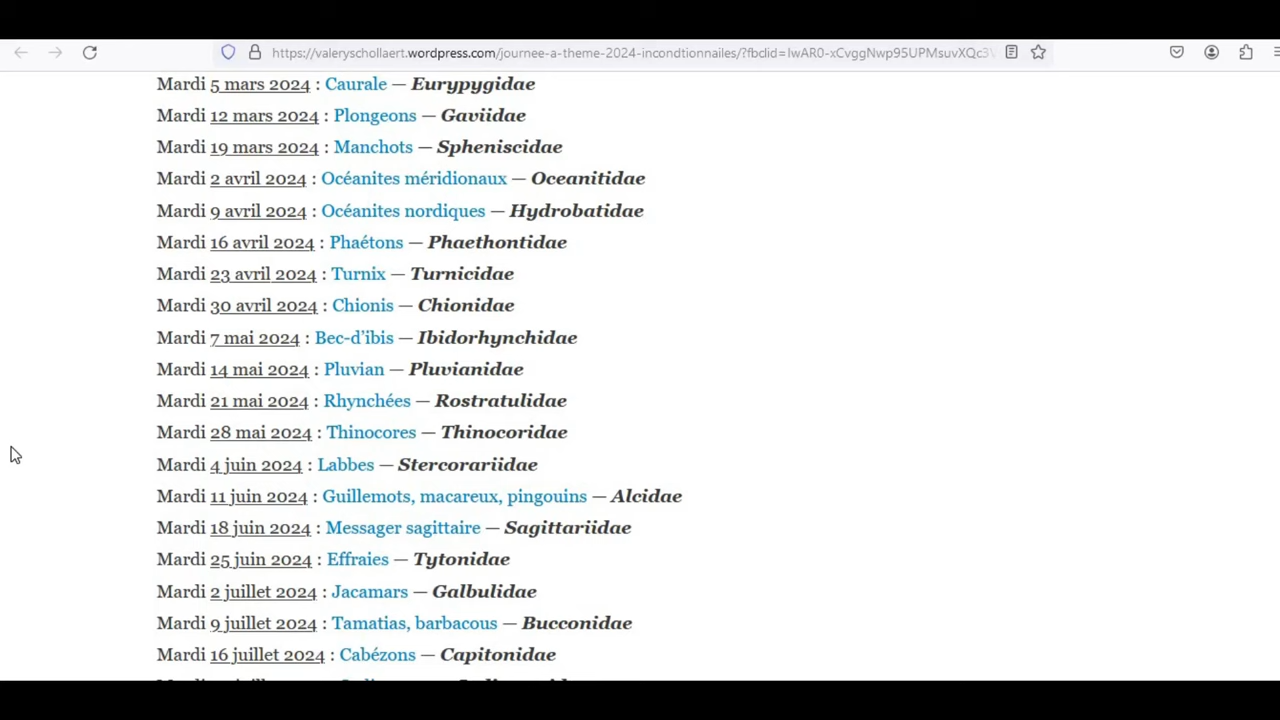 https://valeryschollaert.wordpress.com/journee-a-theme-2024-incondtionnailes/?fbclid=IwAR0-xCvggNwp95UPMsuvXQc3
Mardi 5 mars 2024 : Caurale — Eurypygidae
Mardi 12 mars 2024 : Plongeons — Gaviidae
Mardi 19 mars 2024 : Manchots — Spheniscidae
Mardi 2 avril 2024 : Océanites méridionaux — Oceanitidae
Mardi 9 avril 2024 : Océanites nordiques — Hydrobatidae
Mardi 16 avril 2024 : Phaétons — Phaethontidae
Mardi 23 avril 2024 : Turnix — Turnicidae
Mardi 30 avril 2024 : Chionis — Chionidae
Mardi 7 mai 2024 : Bec-d’ibis — Ibidorhynchidae
Mardi 14 mai 2024 : Pluvian — Pluvianidae
Mardi 21 mai 2024 : Rhynchées — Rostratulidae
Mardi 28 mai 2024 : Thinocores — Thinocoridae
Mardi 4 juin 2024 : Labbes — Stercorariidae
Mardi 11 juin 2024 : Guillemots, macareux, pingouins — Alcidae
Mardi 18 juin 2024 : Messager sagittaire — Sagittariidae
Mardi 25 juin 2024 : Effraies — Tytonidae
Mardi 2 juillet 2024 : Jacamars — Galbulidae
Mardi 9 juillet 2024 : Tamatias, barbacous — Bucconidae
Mardi 16 juillet 2024 : Cabézons — Capitonidae